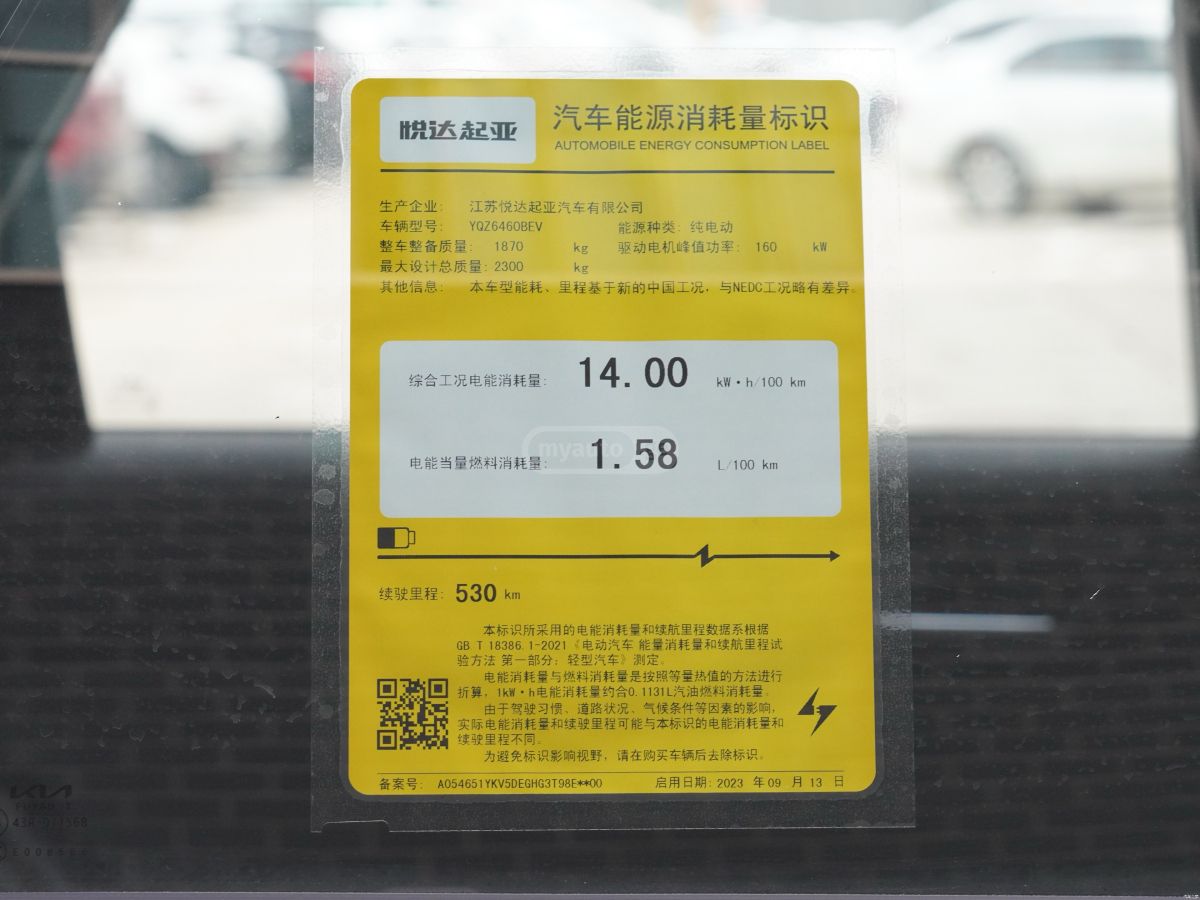 悦达起亚
汽车能源消耗量标识
AUTOMOBILE ENERGY CONSUMPTION LABEL
生产企业: 江苏悦达起亚汽车有限公司
车辆型号: YQZ6460BEV 能源种类: 纯电动
整车整备质量: 1870 kg 驱动电机峰值功率: 160 kW
最大设计总质量: 2300 kg
其他信息: 本车型能耗、里程基于新的中国工况, 与NEDC工况略有差异。
综合工况电能消耗量: 14.00 kW·h/100 km
myauto
电能当量燃料消耗量: 1.58 L/100 km
续驶里程: 530 km
本标识所采用的电能消耗量和续航里程数据系根据
GB T 18386.1-2021《电动汽车 能量消耗量和续航里程试
验方法 第一部分: 轻型汽车》测定。
电能消耗量与燃料消耗量是按照等量热值的方法进行
折算, 1kW·h电能消耗量约合0.1131L汽油燃料消耗量。
由于驾驶习惯、道路状况、气候条件等因素的影响,
实际电能消耗量和续驶里程可能与本标识的电能消耗量和
续驶里程不同。
为避免标识影响视野, 请在购买车辆后去除标识。
备案号: A054651YKV5DEGHG3T98E**00 启用日期: 2023 年 09 月 13 日
KIA